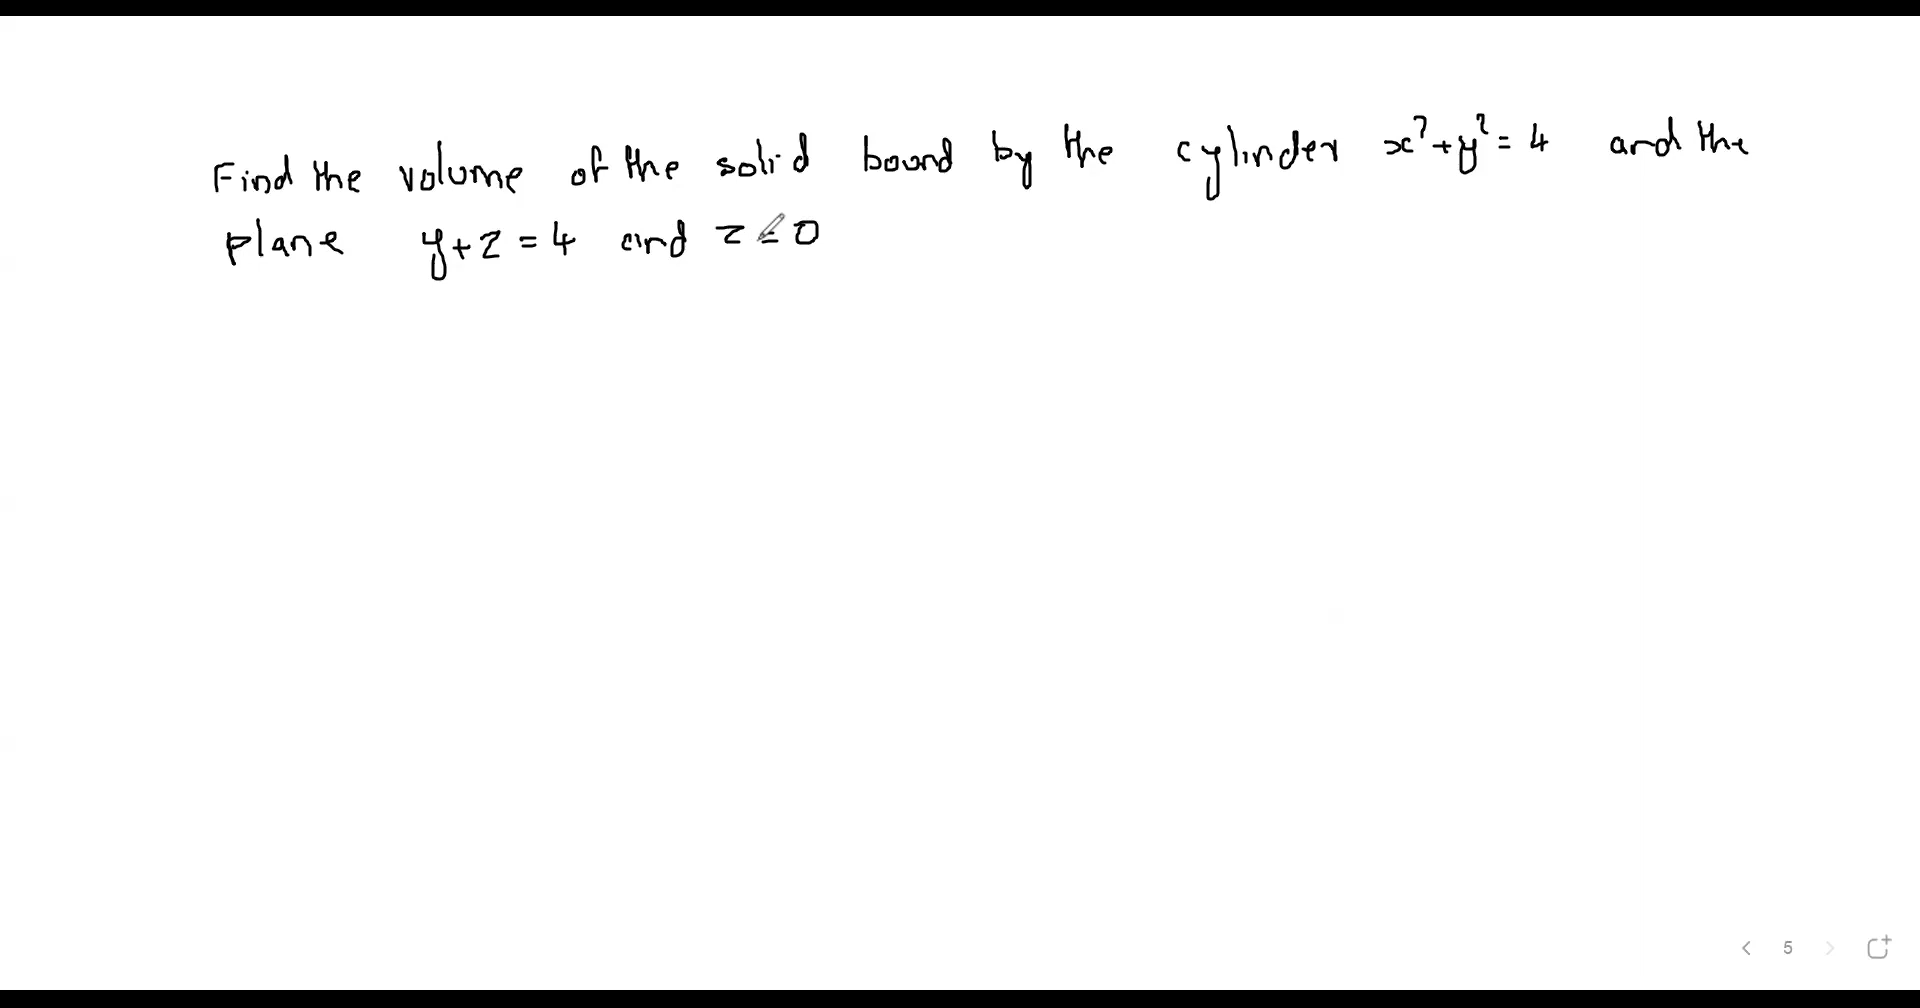 Find the volume of the solid bound by the cylinder x² + y² = 4 and the
plane y + z = 4 and z = 0
5